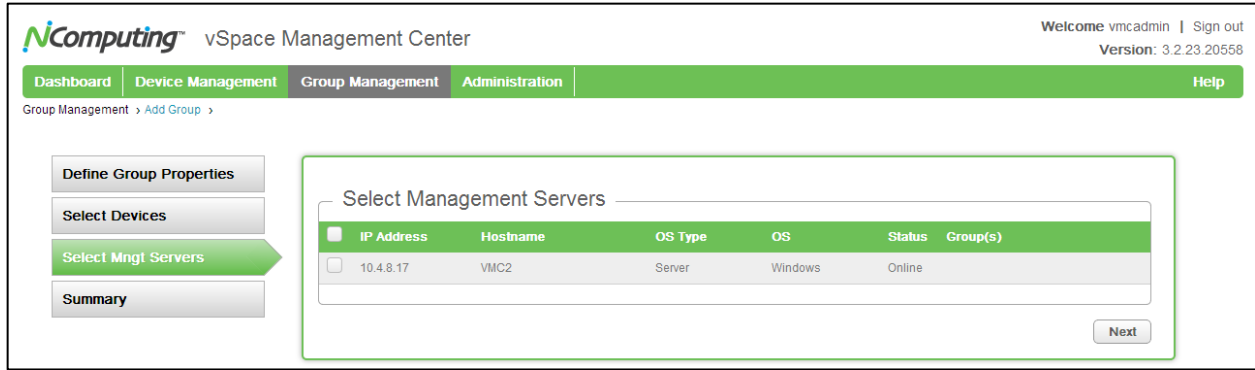 NComputing™ vSpace Management Center
Welcome vmcadmin | Sign out
Version: 3.2.23.20558
Dashboard Device Management Group Management Administration Help
Group Management › Add Group ›
Define Group Properties
Select Devices
Select Mngt Servers
Summary
Select Management Servers
IP Address Hostname OS Type OS Status Group(s)
10.4.8.17 VMC2 Server Windows Online
Next